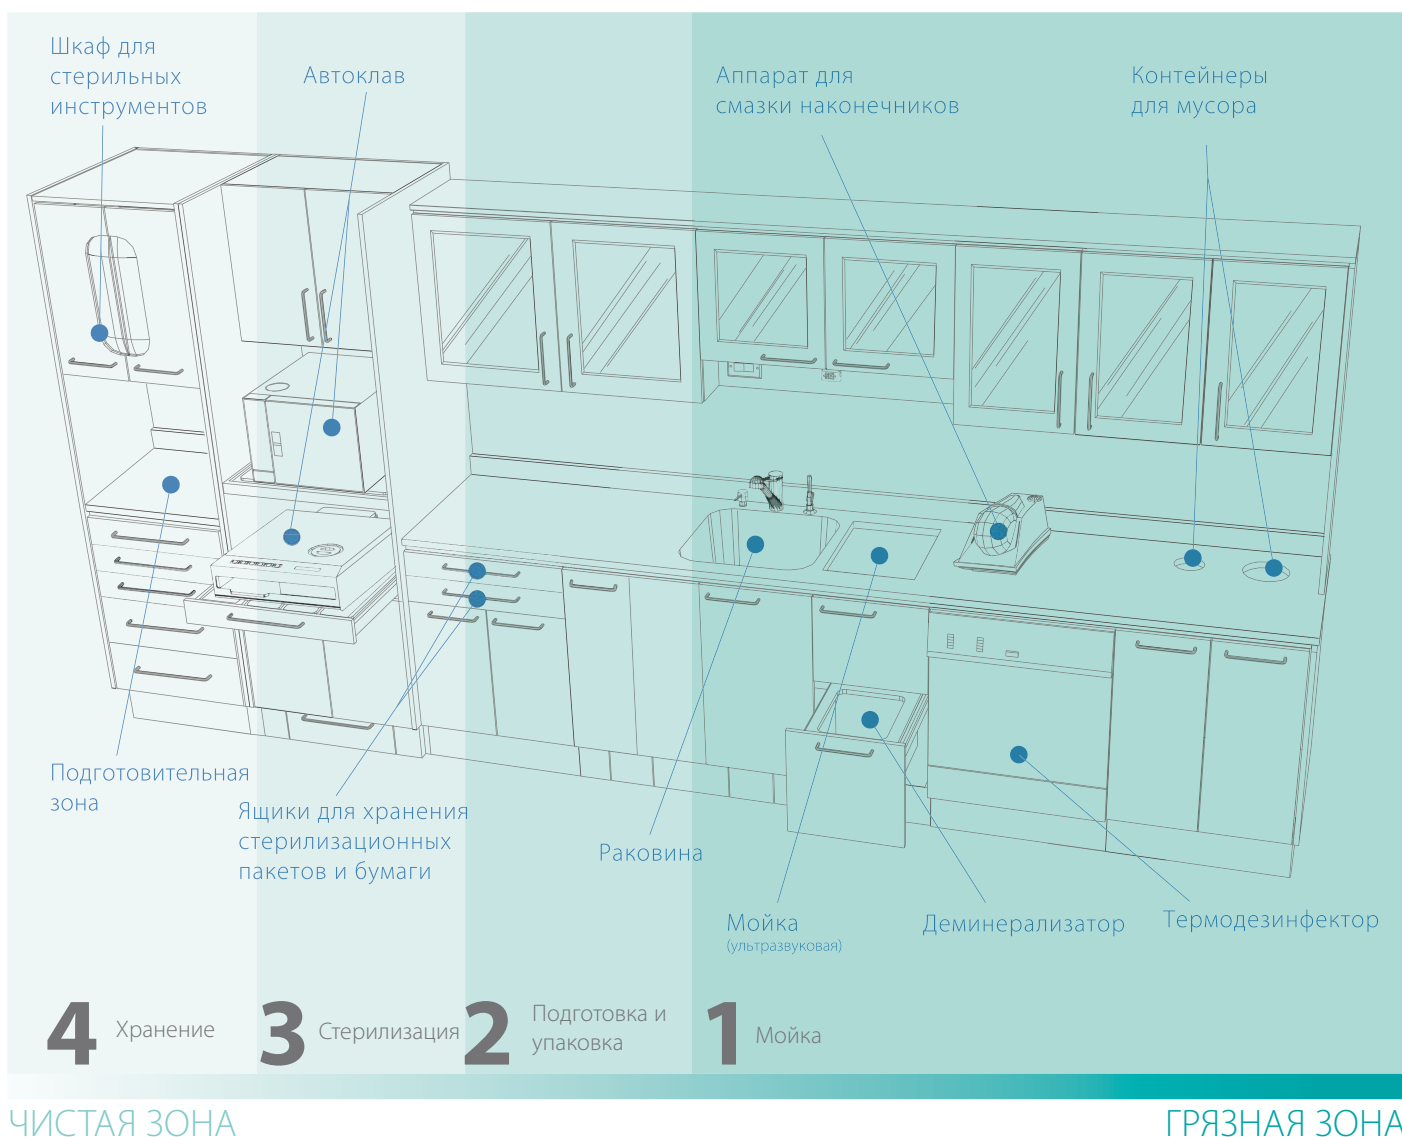 Шкаф для
стерильных
инструментов
Автоклав
Аппарат для
смазки наконечников
Контейнеры
для мусора
Подготовительная
зона
Ящики для хранения
стерилизационных
пакетов и бумаги
Раковина
Мойка
(ультразвуковая)
Деминерализатор
Термодезинфектор
4 Хранение
3 Стерилизация
2 Подготовка и
упаковка
1 Мойка
ЧИСТАЯ ЗОНА
ГРЯЗНАЯ ЗОНА